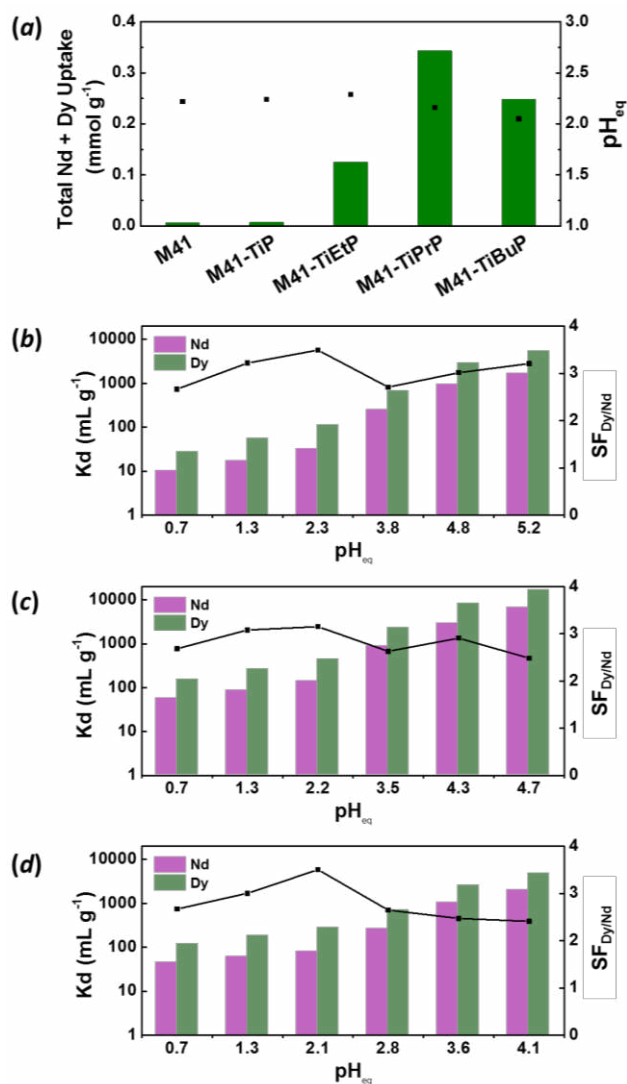 (a)
Total Nd + Dy Uptake
(mmol g⁻¹)
0.4
0.3
0.2
0.1
0.0
3.0
2.5
2.0
1.5
1.0
pHeq
M41
M41-TiP
M41-TiEtP
M41-TiPrP
M41-TiBuP
(b)
Kd (mL g⁻¹)
10000
1000
100
10
1
Nd
Dy
4
3
2
1
0
SFDy/Nd
0.7 1.3 2.3 3.8 4.8 5.2
pHeq
(c)
Kd (mL g⁻¹)
10000
1000
100
10
1
Nd
Dy
4
3
2
1
0
SFDy/Nd
0.7 1.3 2.2 3.5 4.3 4.7
pHeq
(d)
Kd (mL g⁻¹)
10000
1000
100
10
1
Nd
Dy
4
3
2
1
0
SFDy/Nd
0.7 1.3 2.1 2.8 3.6 4.1
pHeq